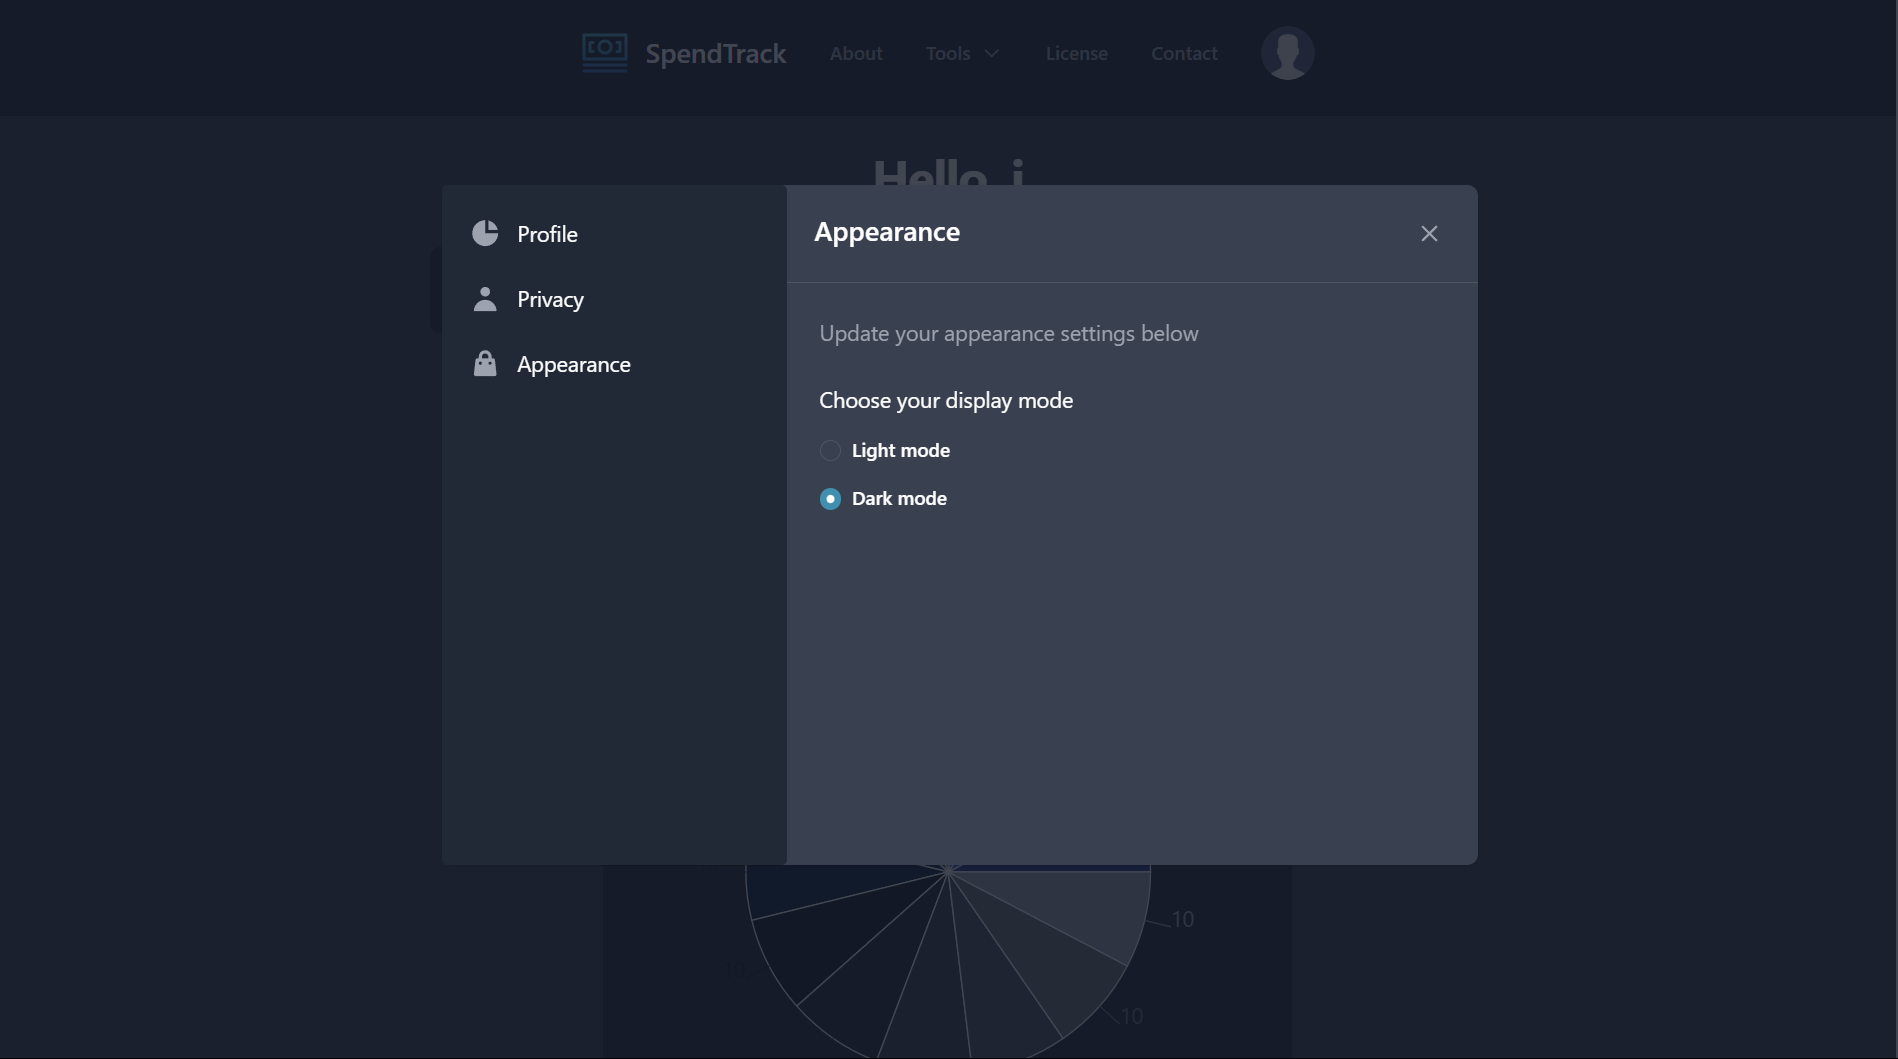 SpendTrack
About
Tools
License
Contact
Hello, j
Profile
Privacy
Appearance
Appearance
Update your appearance settings below
Choose your display mode
Light mode
Dark mode
10
10
10